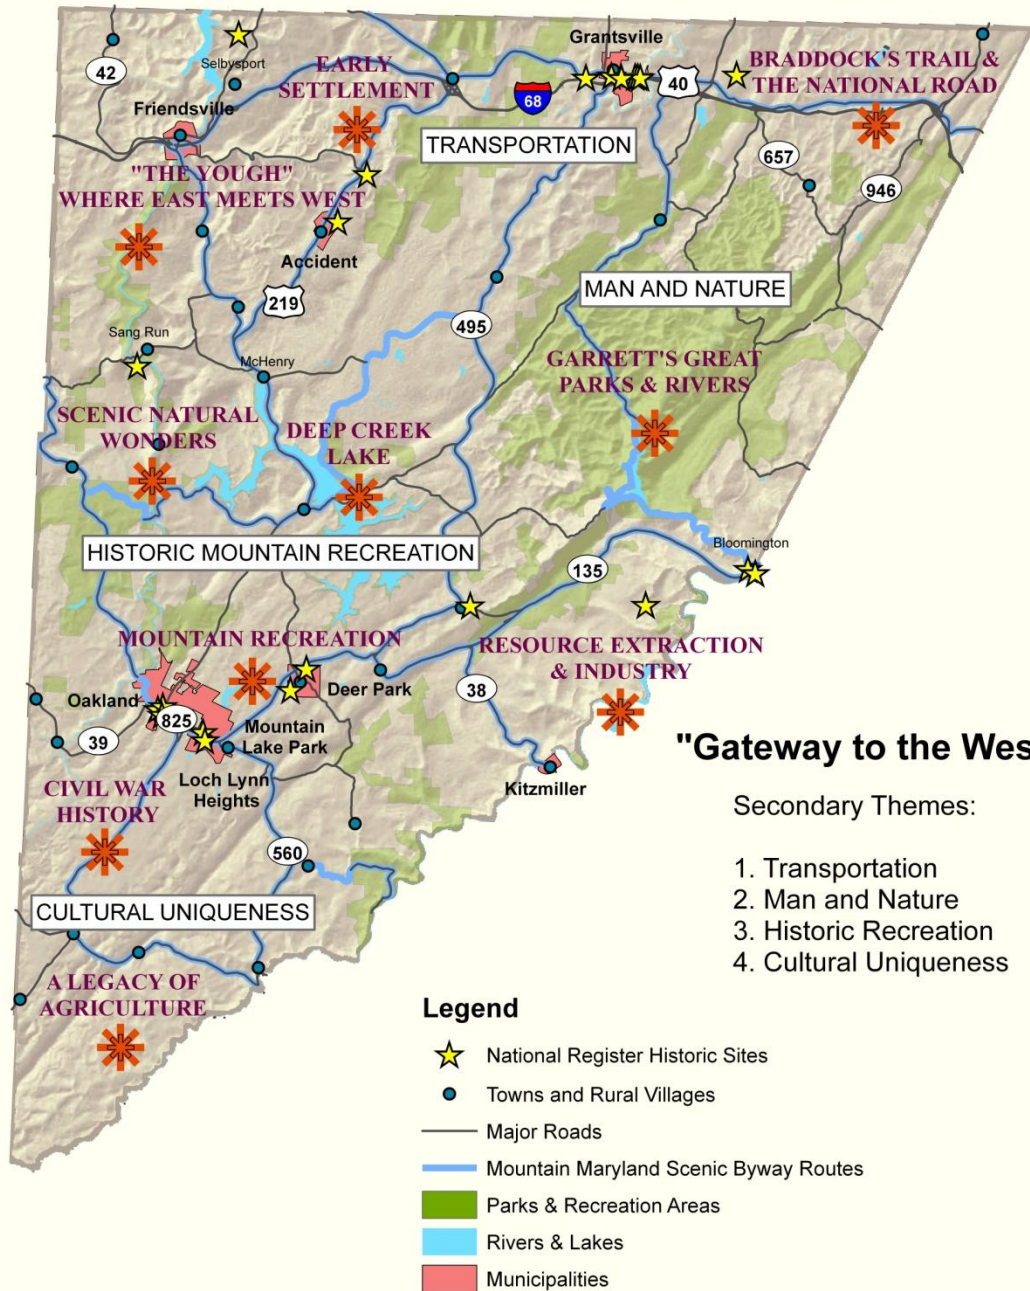 Grantsville
42
Selbysport
EARLY
SETTLEMENT
BRADDOCK'S TRAIL &
THE NATIONAL ROAD
40
68
Friendsville
TRANSPORTATION
657
946
"THE YOUGH"
WHERE EAST MEETS WEST
Accident
219
MAN AND NATURE
495
Sang Run
McHenry
GARRETT'S GREAT
PARKS & RIVERS
SCENIC NATURAL
WONDERS
DEEP CREEK
LAKE
Bloomington
HISTORIC MOUNTAIN RECREATION
135
MOUNTAIN RECREATION
RESOURCE EXTRACTION
& INDUSTRY
Oakland
Deer Park
38
825
39
Mountain
Lake Park
Loch Lynn
Heights
Kitzmiller
"Gateway to the Wes
CIVIL WAR
HISTORY
560
Secondary Themes:
1. Transportation
2. Man and Nature
3. Historic Recreation
4. Cultural Uniqueness
CULTURAL UNIQUENESS
A LEGACY OF
AGRICULTURE
Legend
National Register Historic Sites
Towns and Rural Villages
Major Roads
Mountain Maryland Scenic Byway Routes
Parks & Recreation Areas
Rivers & Lakes
Municipalities